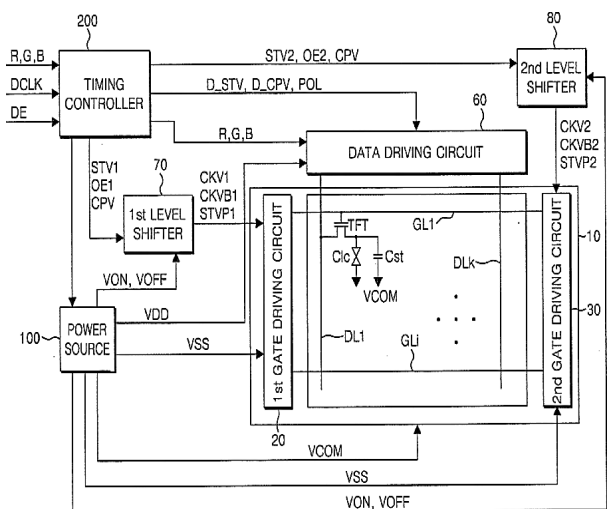 200
80
R,G,B
DCLK
DE
TIMING
CONTROLLER
STV2, OE2, CPV
2nd LEVEL
SHIFTER
D_STV, D_CPV, POL
60
R,G,B
DATA DRIVING CIRCUIT
STV1
OE1
CPV
70
1st LEVEL
SHIFTER
CKV1
CKVB1
STVP1
CKV2
CKVB2
STVP2
VON, VOFF
1st GATE DRIVING CIRCUIT
TFT
GL1
Clc
Cst
VCOM
DLk
10
30
2nd GATE DRIVING CIRCUIT
VDD
100
POWER
SOURCE
VSS
DL1
GLi
20
VCOM
VSS
VON, VOFF